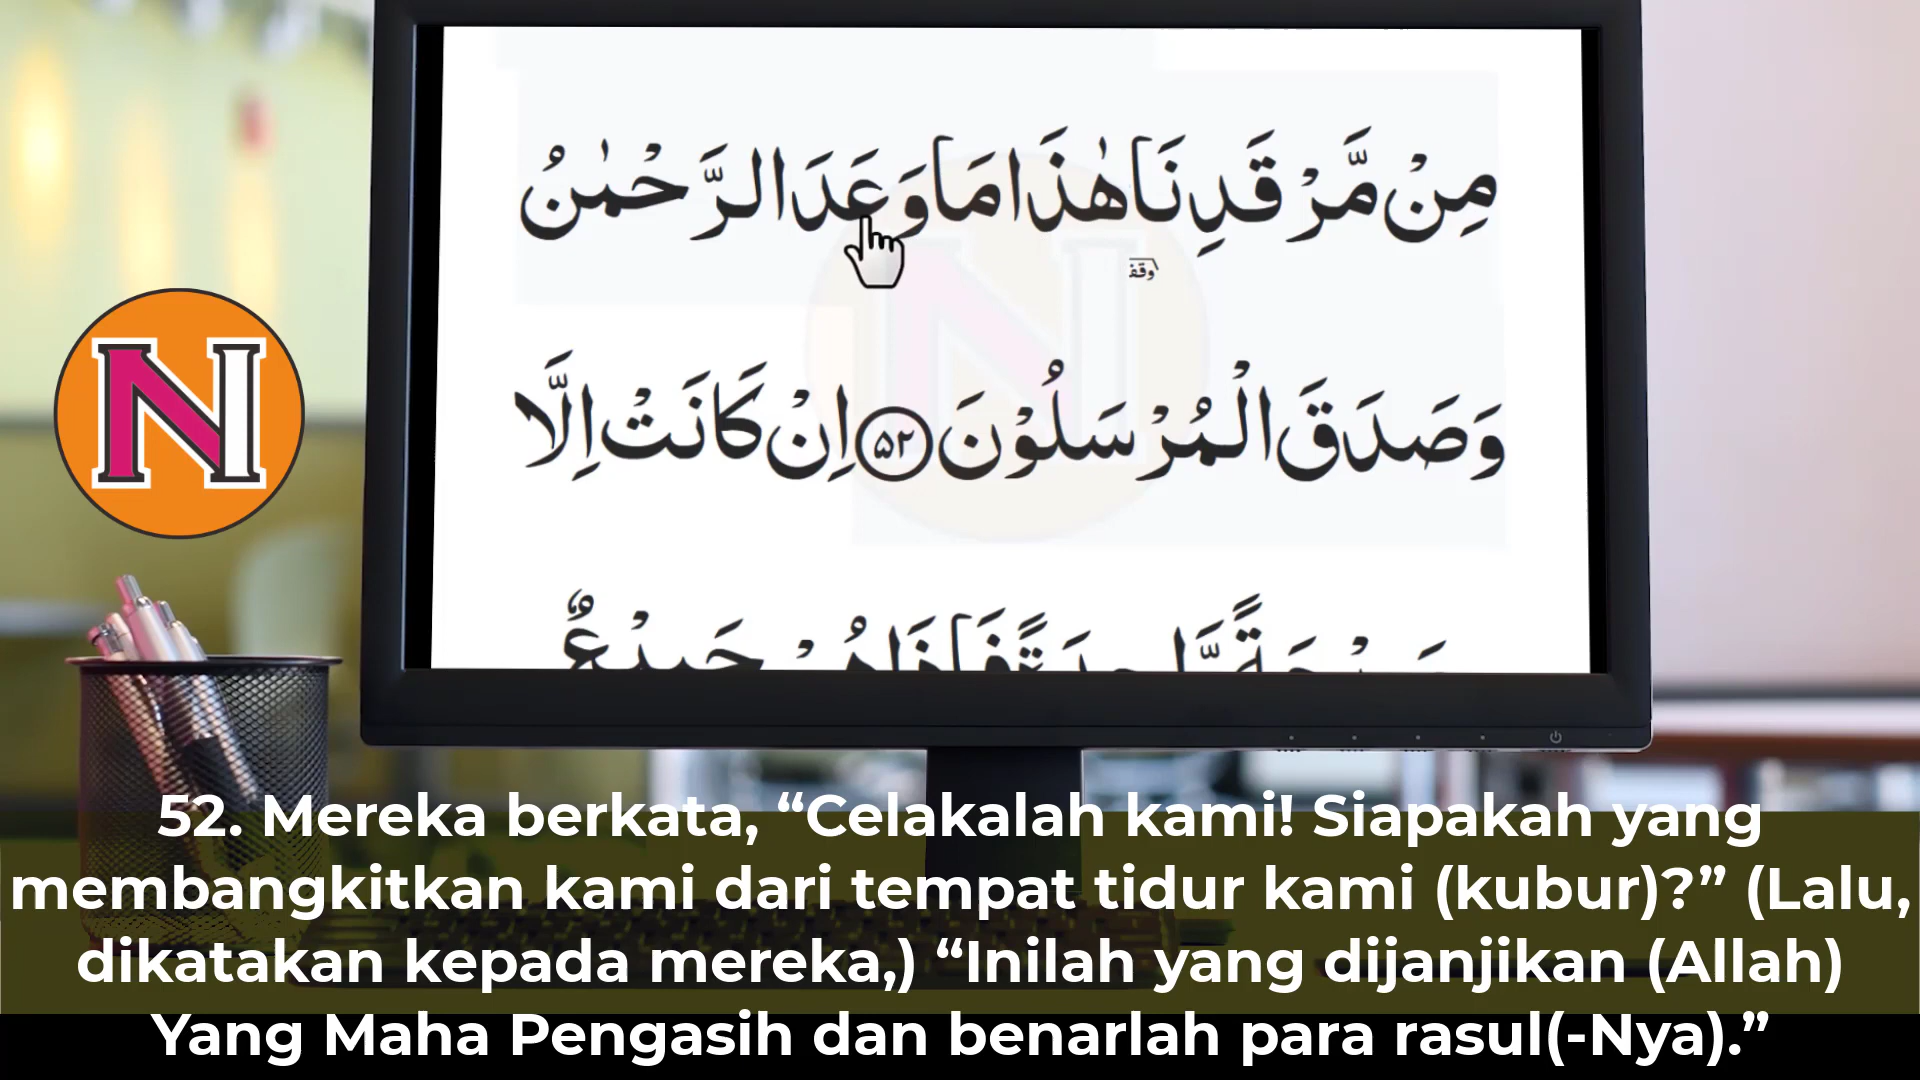 مِنْ مَّرْقَدِنَا هٰذَا مَا وَعَدَ الرَّحْمٰنُ
وقف
وَصَدَقَ الْمُرْسَلُوْنَ ۝٥٢ اِنْ كَانَتْ اِلَّا
N
52. Mereka berkata, “Celakalah kami! Siapakah yang
membangkitkan kami dari tempat tidur kami (kubur)?” (Lalu,
dikatakan kepada mereka,) “Inilah yang dijanjikan (Allah)
Yang Maha Pengasih dan benarlah para rasul(-Nya).”